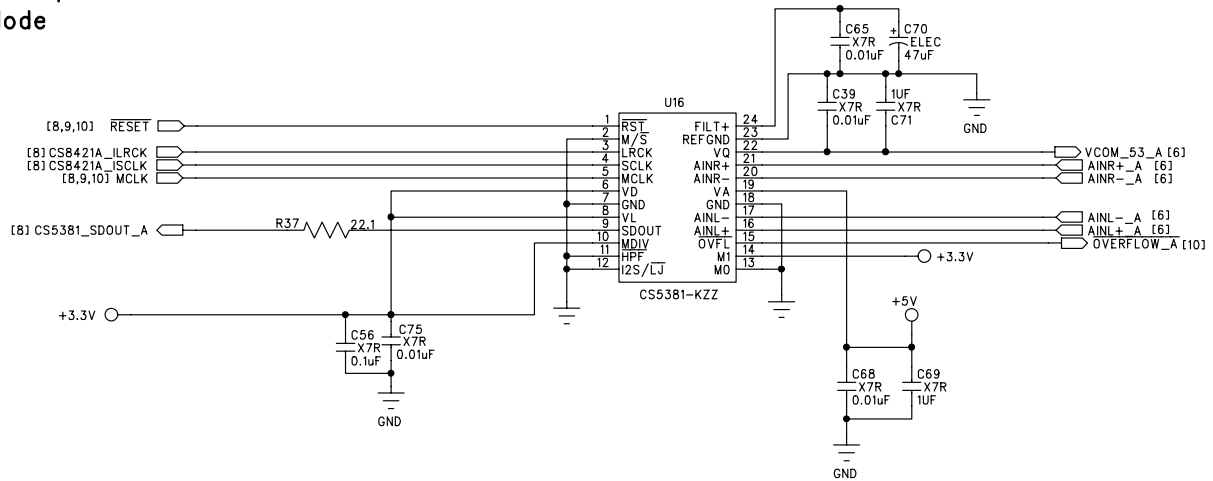 lode
C65
X7R
0.01uF
+
C70
ELEC
47uF
C39
X7R
0.01uF
1UF
X7R
C71
GND
U16
[8,9,10] RESET
[8] CS8421A_ILRCK
[8] CS8421A_ISCLK
[8,9,10] MCLK
[8] CS5381_SDOUT_A
R37
22.1
1 RST
2 M/S
3 LRCK
4 SCLK
5 MCLK
6 VD
7 GND
8 VL
9 SDOUT
10 MDIV
11 HPF
12 I2S/LJ
FILT+ 24
REFGND 23
VQ 22
AINR+ 21
AINR- 20
VA 19
GND 18
AINL- 17
AINL+ 16
OVFL 15
M1 14
M0 13
CS5381-KZZ
VCOM_53_A [6]
AINR+_A [6]
AINR-_A [6]
AINL-_A [6]
AINL+_A [6]
OVERFLOW_A [10]
+3.3V
+3.3V
C56
X7R
0.1uF
C75
X7R
0.01uF
GND
+5V
C68
X7R
0.01uF
C69
X7R
1UF
GND